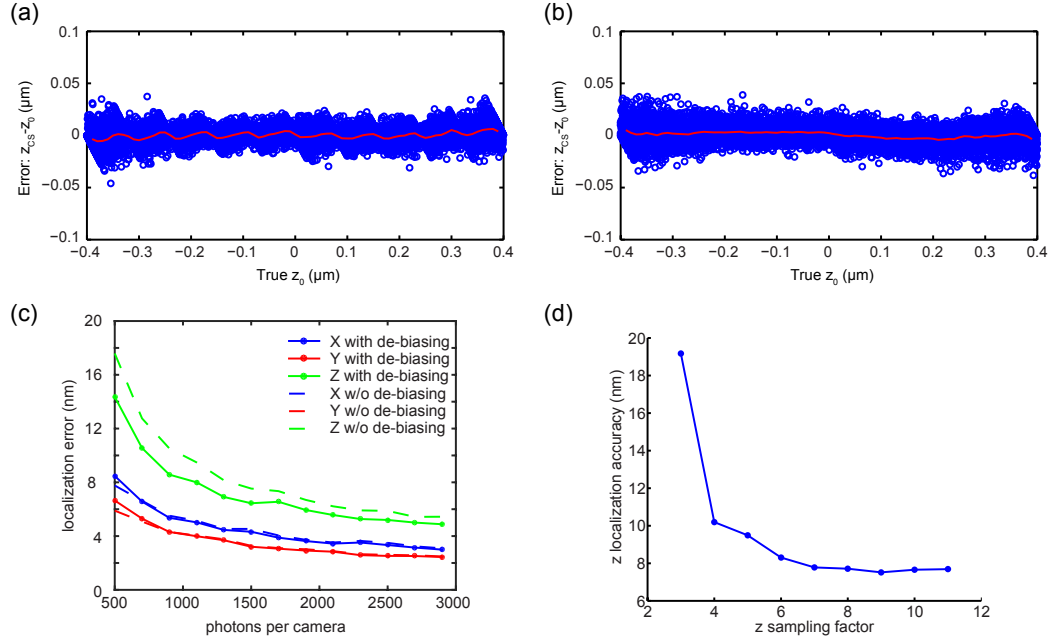 (a)
0.1
0.05
0
−0.05
−0.1
Error: z_cs-z_0 (µm)
−0.4 −0.3 −0.2 −0.1 0 0.1 0.2 0.3 0.4
True z_0 (µm)
(b)
0.1
0.05
0
−0.05
−0.1
Error: z_cs-z_0 (µm)
−0.4 −0.3 −0.2 −0.1 0 0.1 0.2 0.3 0.4
True z_0 (µm)
(c)
20
16
12
8
4
0
localization error (nm)
500 1000 1500 2000 2500 3000
photons per camera
X with de-biasing
Y with de-biasing
Z with de-biasing
X w/o de-biasing
Y w/o de-biasing
Z w/o de-biasing
(d)
20
18
16
14
12
10
8
6
z localization accuracy (nm)
2 4 6 8 10 12
z sampling factor